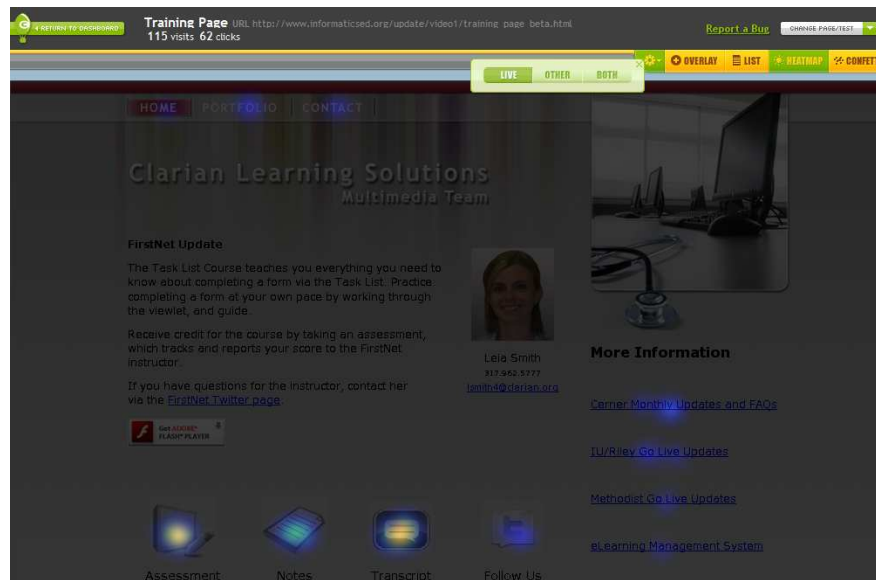 RETURN TO DASHBOARD
Training Page URL http://www.informaticsed.org/update/video1/training_page_beta.html
115 visits 62 clicks
Report a Bug
CHANGE PAGE/TEST
OVERLAY LIST HEATMAP CONFETT
LIVE OTHER BOTH
HOME PORTFOLIO CONTACT
Clarian Learning Solutions
Multimedia Team
FirstNet Update
The Task List Course teaches you everything you need to
know about completing a form via the Task List. Practice
completing a form at your own pace by working through
the viewlet, and guide.
Receive credit for the course by taking an assessment,
which tracks and reports your score to the FirstNet
instructor.
If you have questions for the instructor, contact her
via the FirstNet Twitter page.
Get ADOBE®
FLASH® PLAYER
Leia Smith
317.962.5777
lsmith4@clarian.org
More Information
Cerner Monthly Updates and FAQs
IU/Riley Go Live Updates
Methodist Go Live Updates
eLearning Management System
Assessment Notes Transcript Follow Us